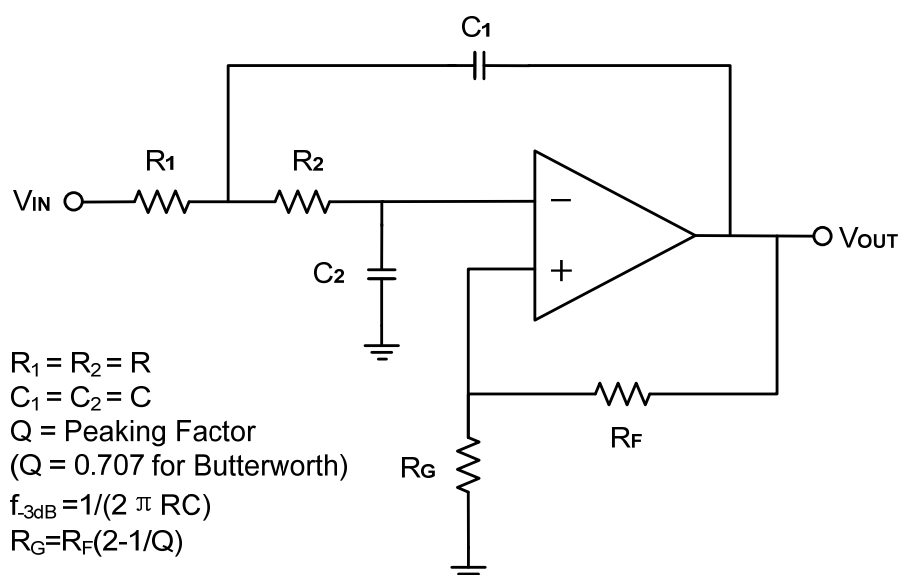 C1
R1
R2
VIN
−
+
VOUT
C2
RF
RG
R1 = R2 = R
C1 = C2 = C
Q = Peaking Factor
(Q = 0.707 for Butterworth)
f-3dB =1/(2 π RC)
RG=RF(2-1/Q)